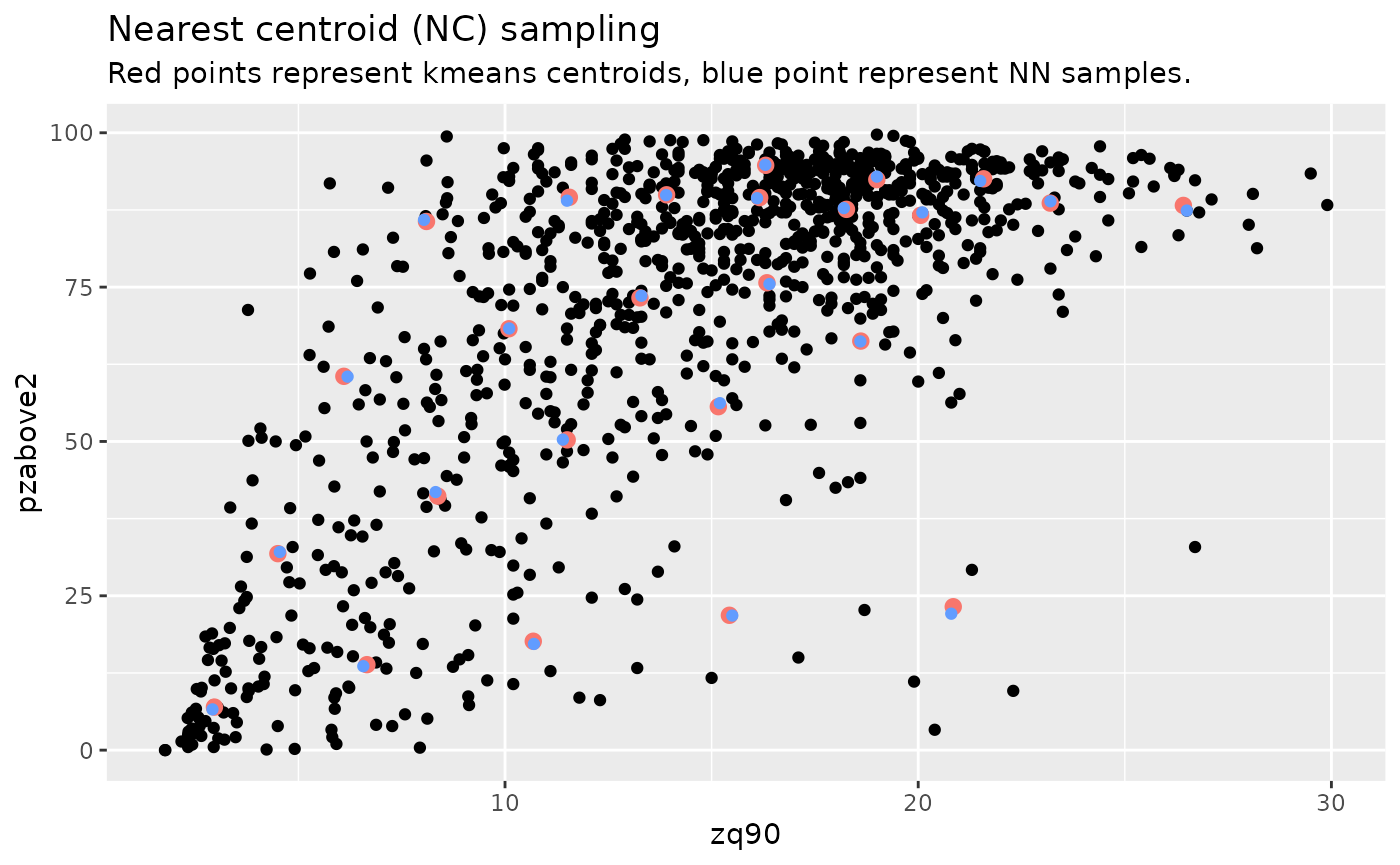 Nearest centroid (NC) sampling
Red points represent kmeans centroids, blue point represent NN samples.
100
75
50
25
0
pzabove2
10 20 30
zq90